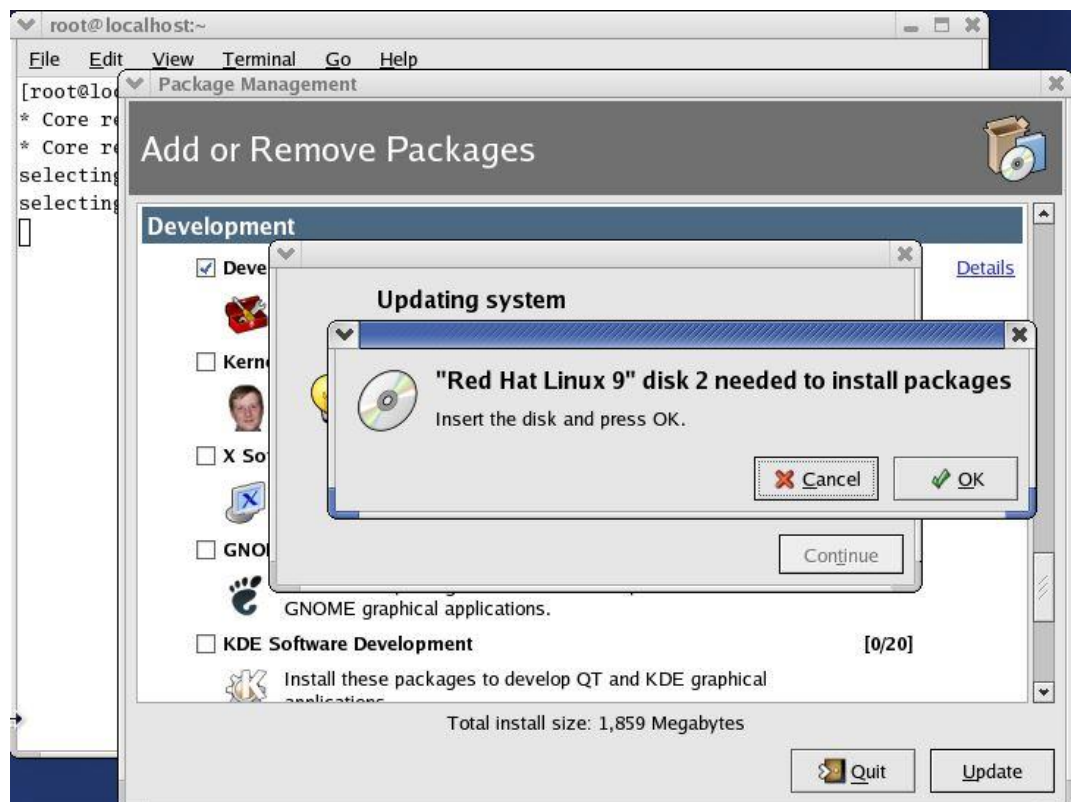 root@localhost:~
File Edit View Terminal Go Help
[root@loc
* Core re
* Core re
selecting
selecting
Package Management
Add or Remove Packages
Development
Deve
Details
Updating system
"Red Hat Linux 9" disk 2 needed to install packages
Insert the disk and press OK.
Cancel
OK
Kerne
X So
Continue
GNO
GNOME graphical applications.
KDE Software Development [0/20]
Install these packages to develop QT and KDE graphical
applications
Total install size: 1,859 Megabytes
Quit
Update